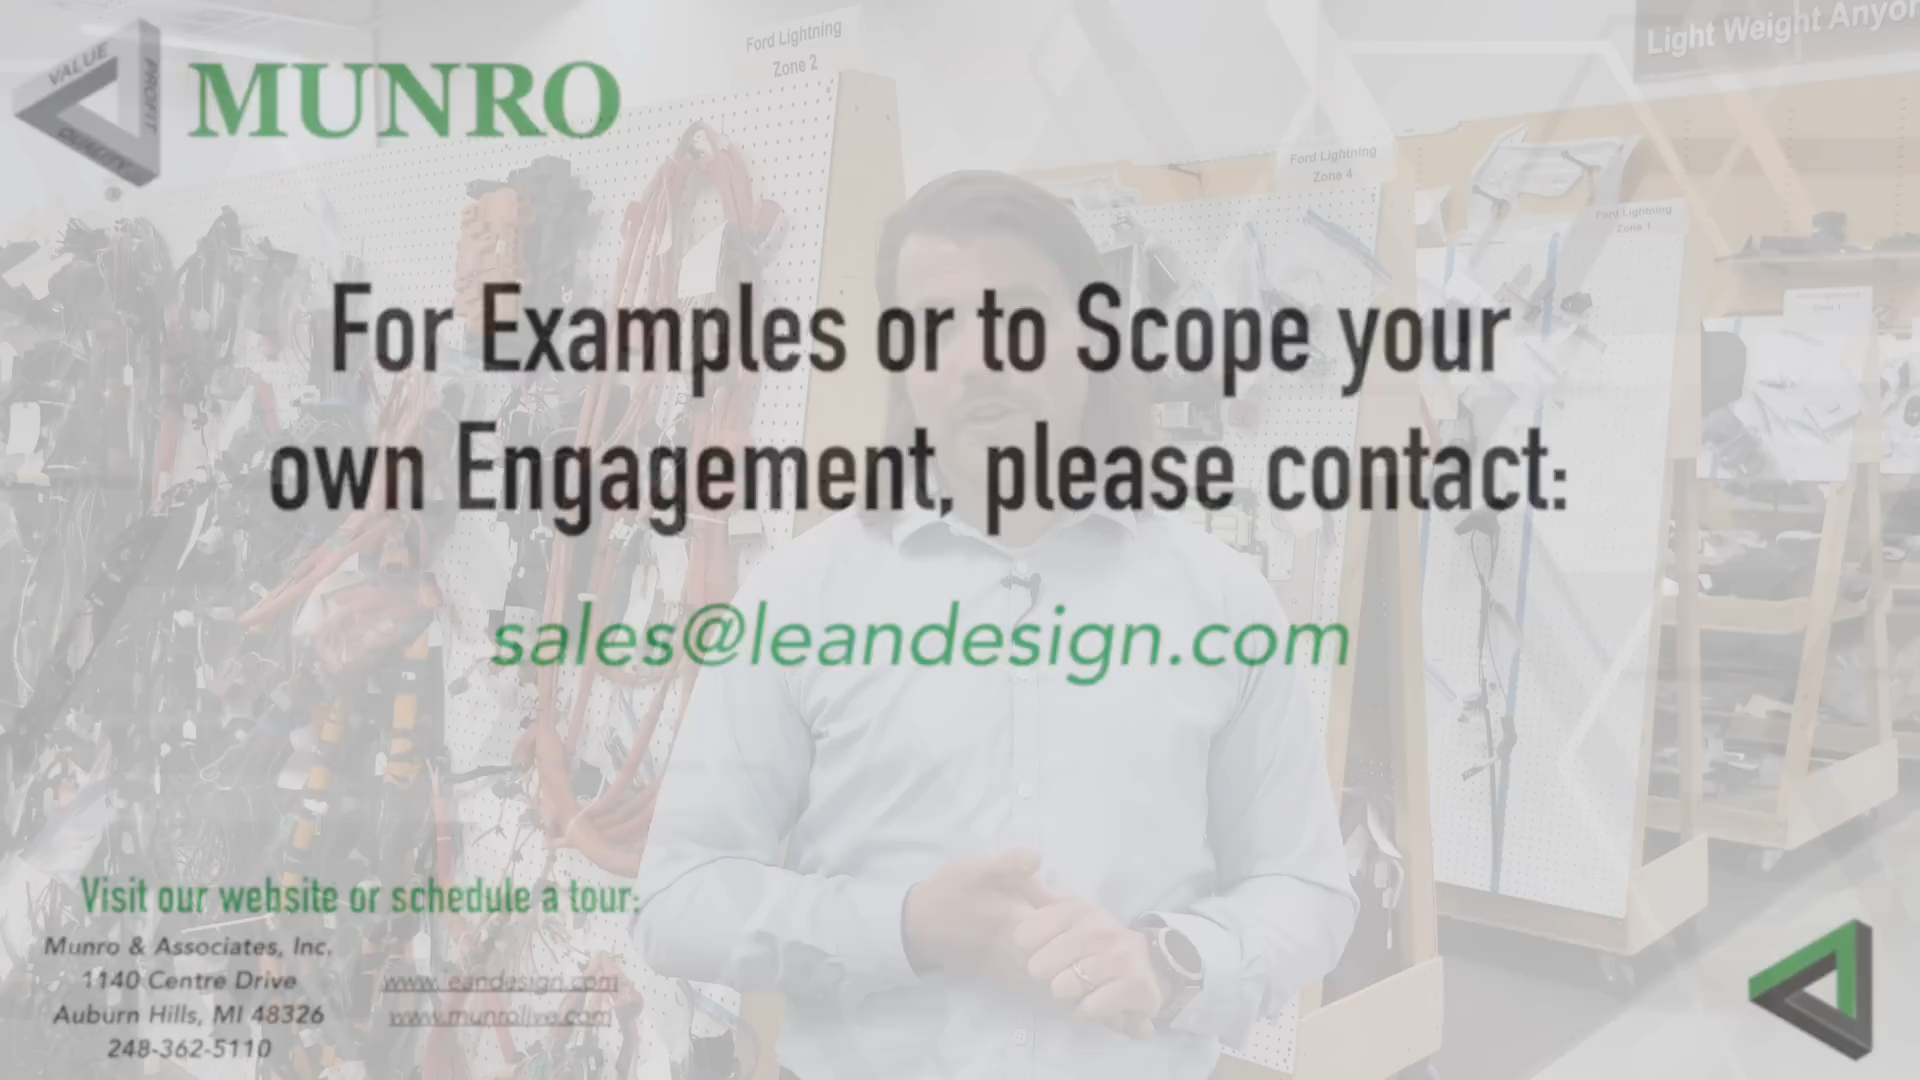 VALUE
PROFIT
QUALITY
MUNRO
Ford Lightning
Zone 2
Light Weight Anyon
Ford Lightning
Zone 4
Ford Lightning
Zone 1
For Examples or to Scope your
own Engagement, please contact:
sales@leandesign.com
Visit our website or schedule a tour:
Munro & Associates, Inc.
1140 Centre Drive
Auburn Hills, MI 48326
248-362-5110
www.leandesign.com
www.munrolive.com